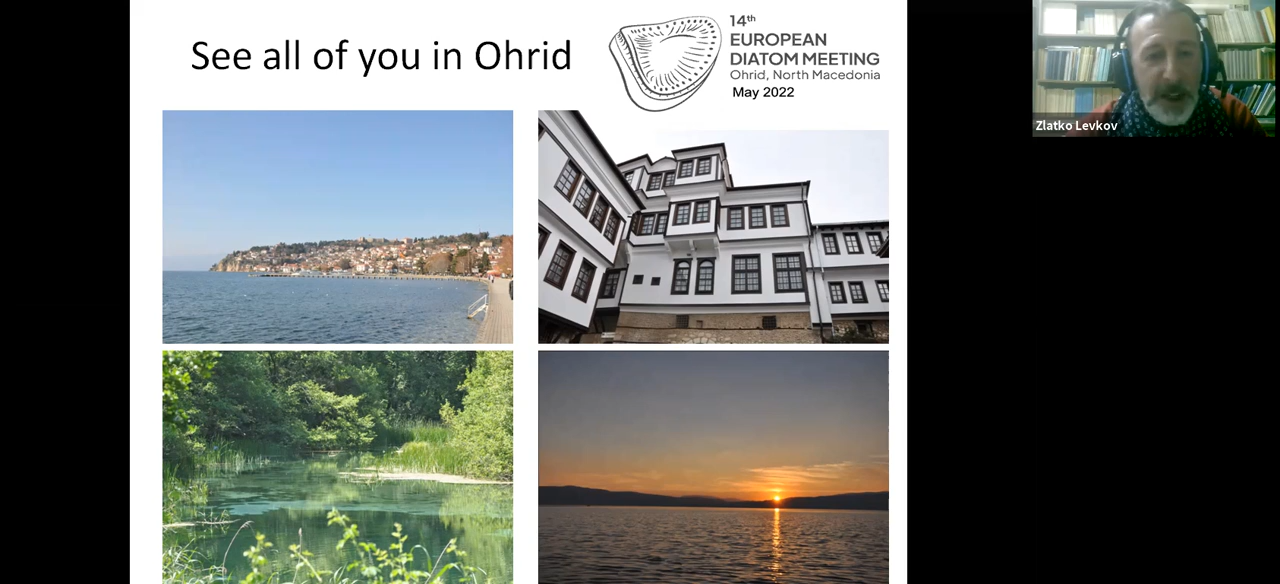 See all of you in Ohrid
14th
EUROPEAN
DIATOM MEETING
Ohrid, North Macedonia
May 2022
Zlatko Levkov